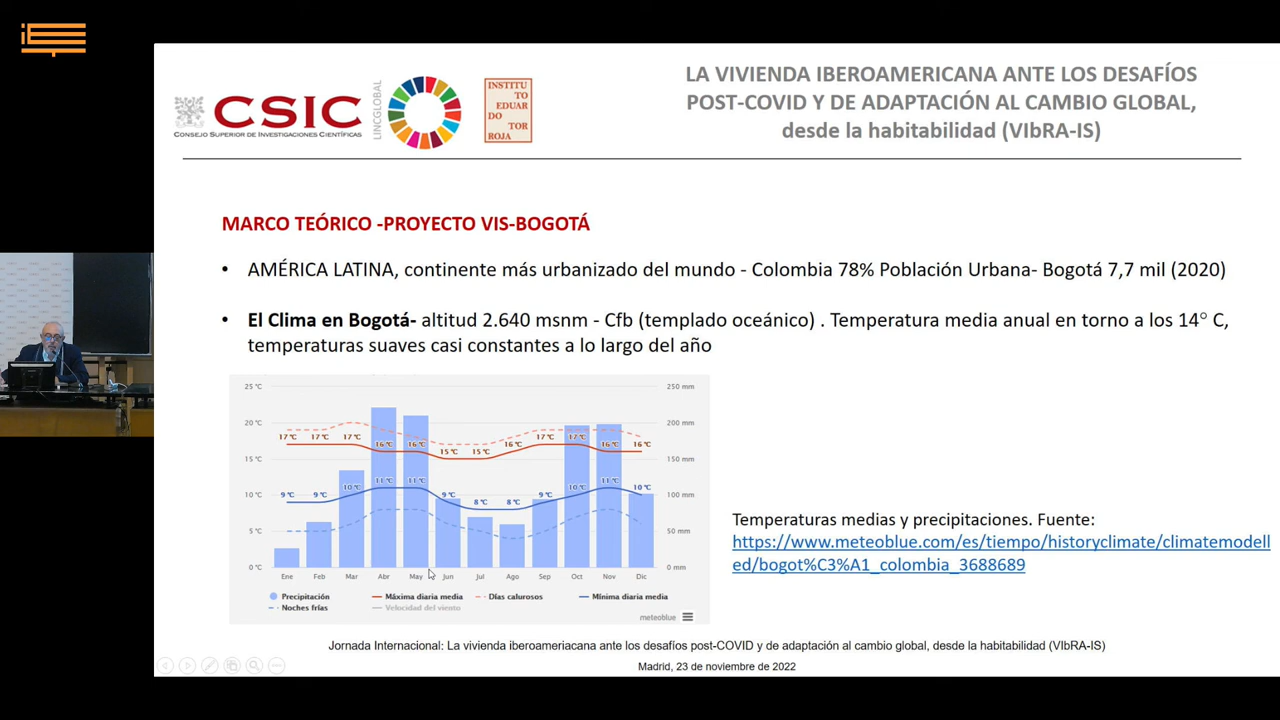 CSIC
CONSEJO SUPERIOR DE INVESTIGACIONES CIENTÍFICAS
LINCGLOBAL
INSTITU
TO
EDUAR
DO TOR
ROJA
LA VIVIENDA IBEROAMERICANA ANTE LOS DESAFÍOS
POST-COVID Y DE ADAPTACIÓN AL CAMBIO GLOBAL,
desde la habitabilidad (VIbRA-IS)
MARCO TEÓRICO -PROYECTO VIS-BOGOTÁ
• AMÉRICA LATINA, continente más urbanizado del mundo - Colombia 78% Población Urbana- Bogotá 7,7 mil (2020)
• El Clima en Bogotá- altitud 2.640 msnm - Cfb (templado oceánico) . Temperatura media anual en torno a los 14° C,
temperaturas suaves casi constantes a lo largo del año
25 °C 250 mm
20 °C 200 mm
17 °C 17 °C 17 °C 16 °C 16 °C 15 °C 15 °C 16 °C 17 °C 17 °C 16 °C 16 °C
15 °C 150 mm
9 °C 9 °C 10 °C 11 °C 11 °C 9 °C 8 °C 8 °C 9 °C 10 °C 11 °C 10 °C
10 °C 100 mm
5 °C 50 mm
0 °C 0 mm
Ene Feb Mar Abr May Jun Jul Ago Sep Oct Nov Dic
Precipitación Máxima diaria media Días calurosos Mínima diaria media
Noches frías Velocidad del viento
meteoblue
Temperaturas medias y precipitaciones. Fuente:
https://www.meteoblue.com/es/tiempo/historyclimate/climatemodell
ed/bogot%C3%A1_colombia_3688689
Jornada Internacional: La vivienda iberoamericana ante los desafíos post-COVID y de adaptación al cambio global, desde la habitabilidad (VIbRA-IS)
Madrid, 23 de noviembre de 2022